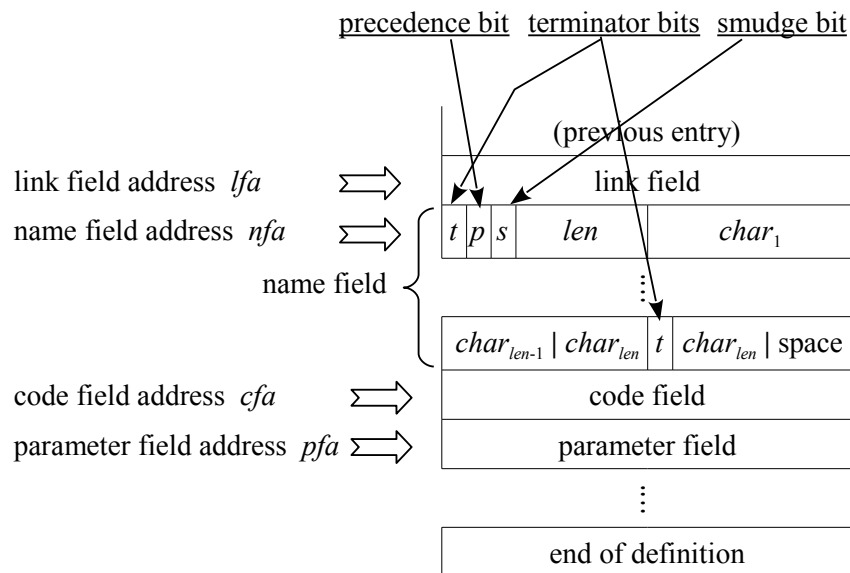 precedence bit terminator bits smudge bit
(previous entry)
link field address lfa link field
name field address nfa t p s len char1
name field
charlen-1 | charlen t charlen | space
code field address cfa code field
parameter field address pfa parameter field
end of definition